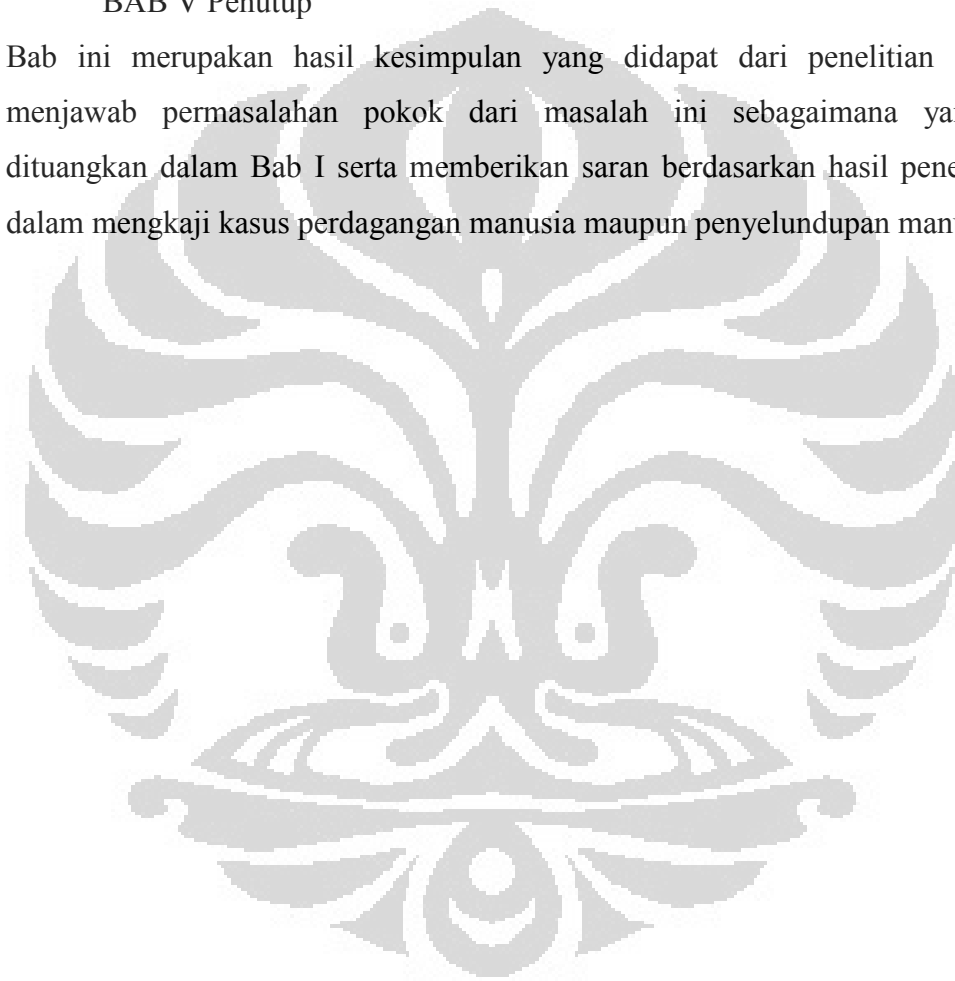 BAB V Penutup
Bab ini merupakan hasil kesimpulan yang didapat dari penelitian
menjawab permasalahan pokok dari masalah ini sebagaimana
dituangkan dalam Bab I serta memberikan saran berdasarkan hasil
dalam mengkaji kasus perdagangan manusia maupun penyelundupan